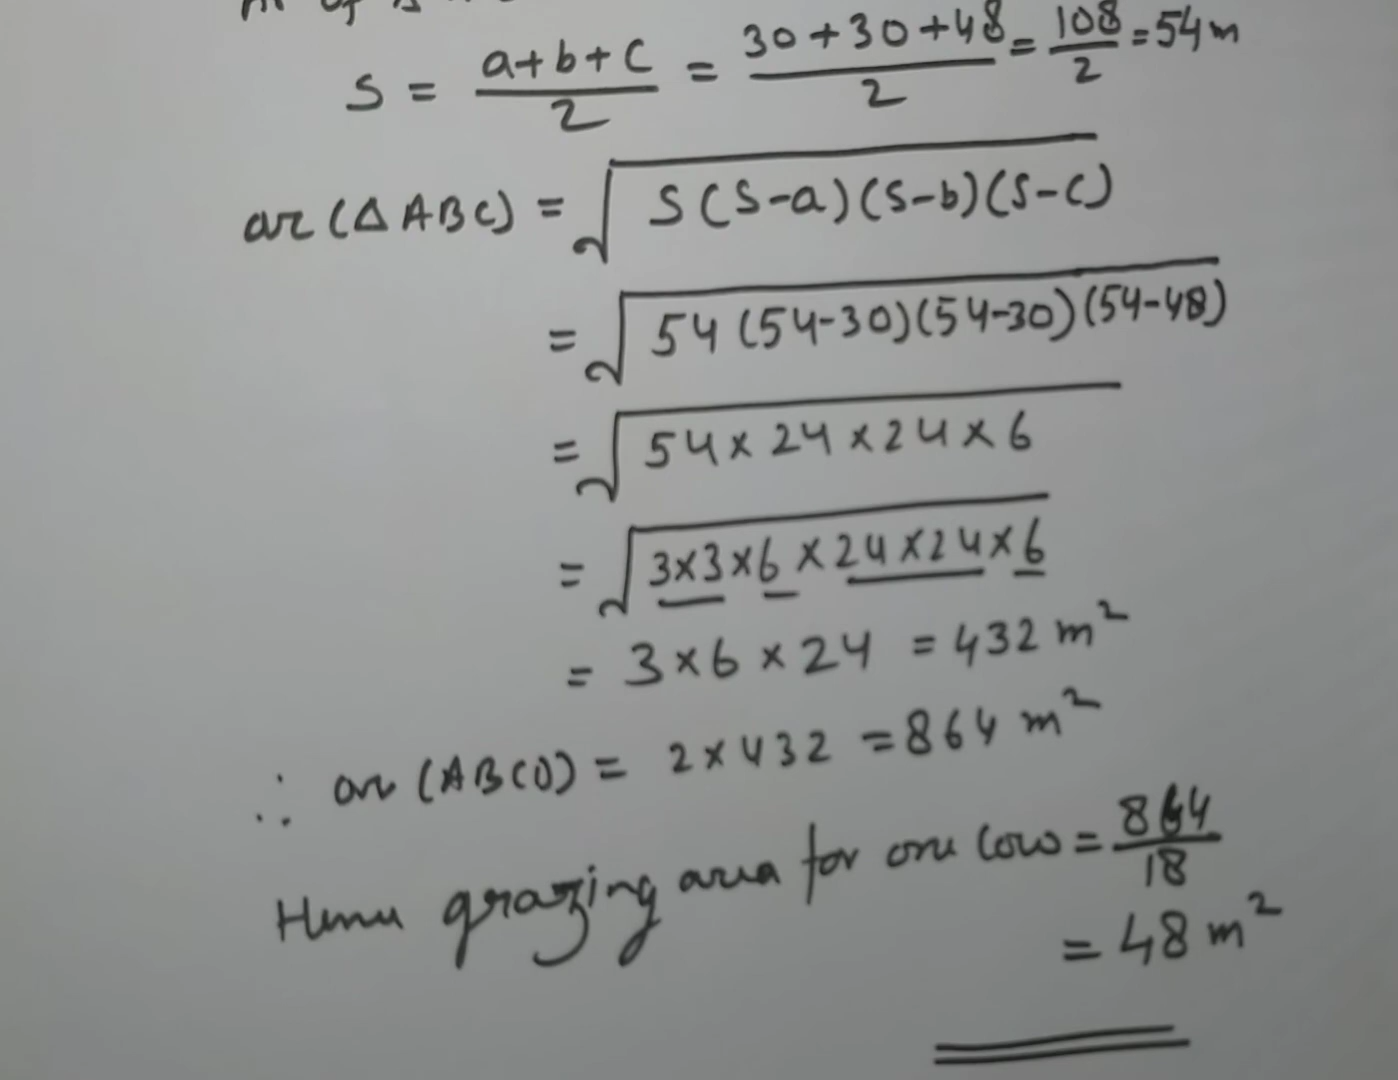 S = a+b+c/2 = 30+30+48/2 = 108/2 = 54m
ar (△ ABC) = √S(S-a)(S-b)(S-c)
= √54(54-30)(54-30)(54-48)
= √54×24×24×6
= √3×3×6×24×24×6
= 3×6×24 = 432 m²
∴ ar (ABCD) = 2×432 = 864 m²
Hence grazing area for one cow = 864/18
= 48 m²